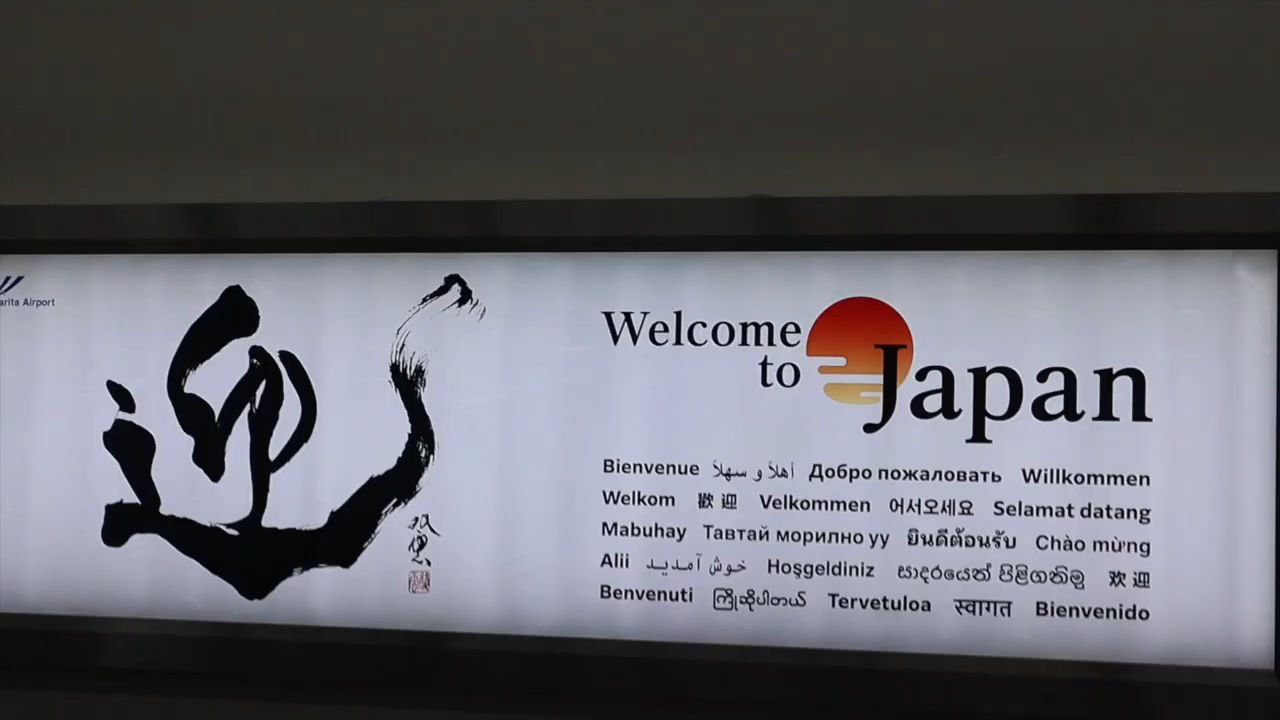 arita Airport
迎
Welcome
to
Japan
Bienvenue أهلاً و سهلاً Добро пожаловать Willkommen
Welkom 歡迎 Velkommen 어서오세요 Selamat datang
Mabuhay Тавтай морилно уу ยินดีต้อนรับ Chào mừng
Alii خوش آمدید Hoşgeldiniz සාදරයෙන් පිළිගනිමු 欢迎
Benvenuti ကြိုဆိုပါတယ် Tervetuloa स्वागत Bienvenido